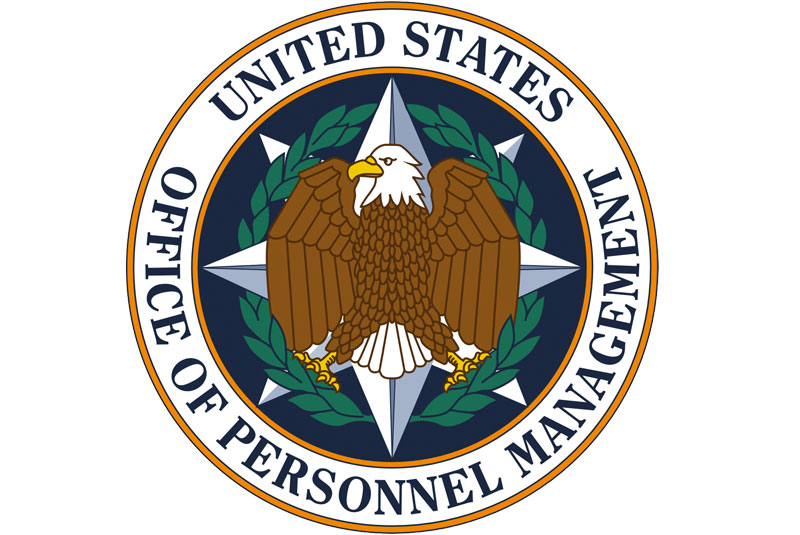 UNITED STATES
OFFICE OF PERSONNEL MANAGEMENT